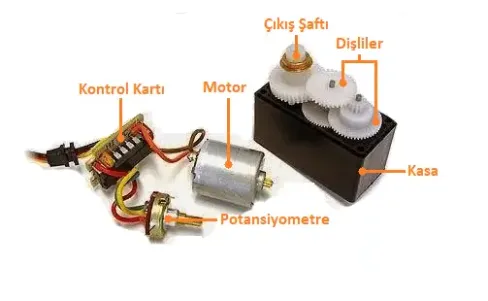 Çıkış Şaftı
Dişliler
Kontrol Kartı
Motor
Kasa
Potansiyometre